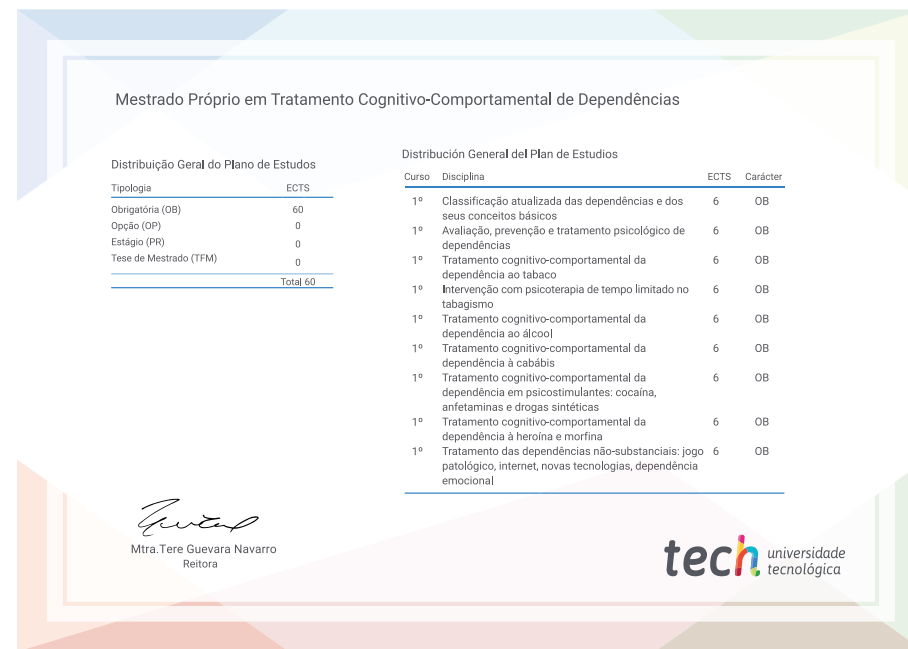 Mestrado Próprio em Tratamento Cognitivo-Comportamental de Dependências
Distribuição Geral do Plano de Estudos
Tipologia ECTS
Obrigatória (OB) 60
Opção (OP) 0
Estágio (PR) 0
Tese de Mestrado (TFM) 0
Total 60
Distribución General del Plan de Estudios
Curso Disciplina ECTS Carácter
1º Classificação atualizada das dependências e dos 6 OB
seus conceitos básicos
1º Avaliação, prevenção e tratamento psicológico de 6 OB
dependências
1º Tratamento cognitivo-comportamental da 6 OB
dependência ao tabaco
1º Intervenção com psicoterapia de tempo limitado no 6 OB
tabagismo
1º Tratamento cognitivo-comportamental da 6 OB
dependência ao álcool
1º Tratamento cognitivo-comportamental da 6 OB
dependência à cabábis
1º Tratamento cognitivo-comportamental da 6 OB
dependência em psicostimulantes: cocaína,
anfetaminas e drogas sintéticas
1º Tratamento cognitivo-comportamental da 6 OB
dependência à heroína e morfina
1º Tratamento das dependências não-substanciais: jogo 6 OB
patológico, internet, novas tecnologias, dependência
emocional
Mtra.Tere Guevara Navarro
Reitora
tech universidade
tecnológica